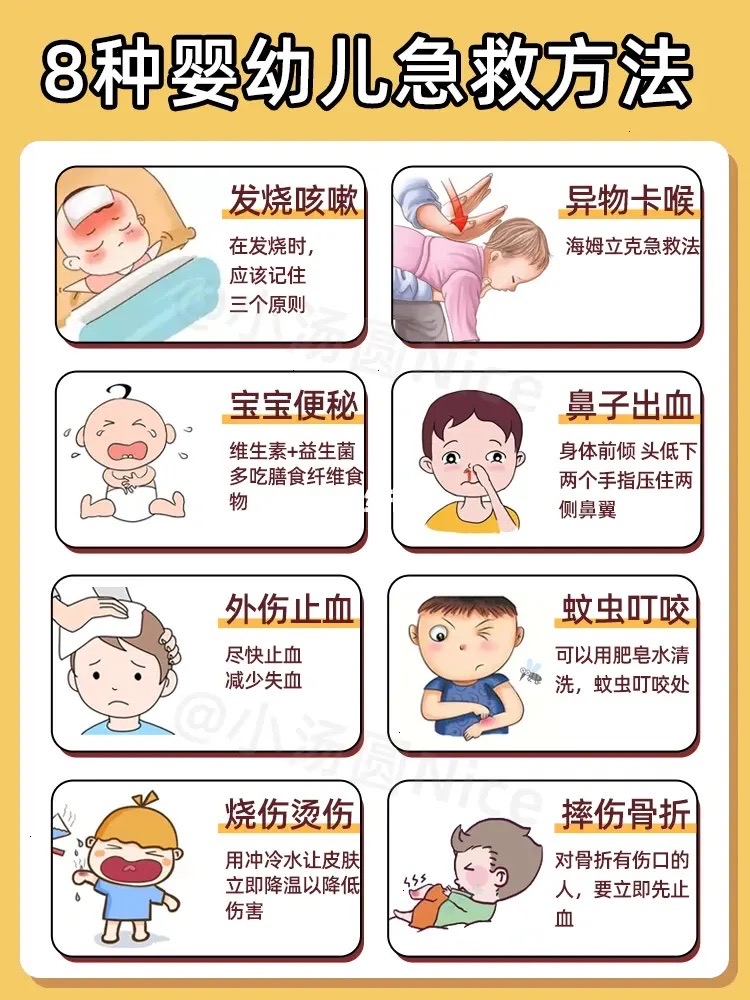 8种婴幼儿急救方法
发烧咳嗽
在发烧时，
应该记住
三个原则
异物卡喉
海姆立克急救法
宝宝便秘
维生素+益生菌
多吃膳食纤维食
物
鼻子出血
身体前倾 头低下
两个手指压住两
侧鼻翼
外伤止血
尽快止血
减少失血
蚊虫叮咬
可以用肥皂水清
洗，蚊虫叮咬处
烧伤烫伤
用冲冷水让皮肤
立即降温以降低
伤害
摔伤骨折
对骨折有伤口的
人，要立即先止
血
@小汤圆Nice
@小汤圆Nice